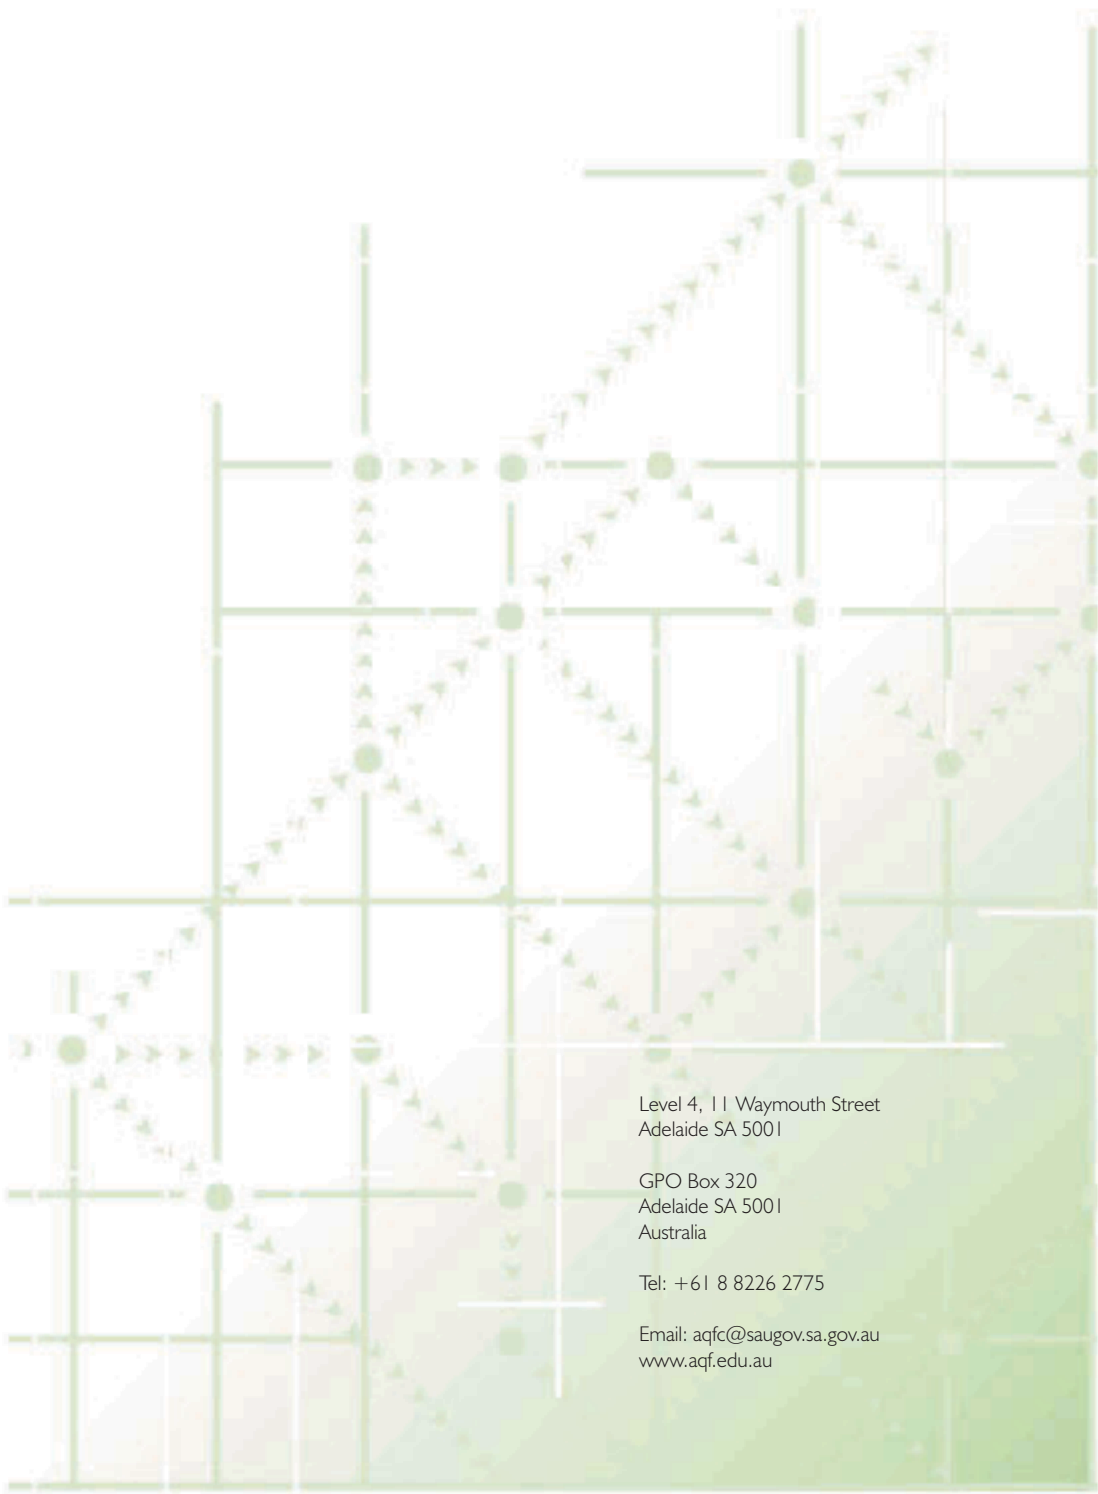 Level 4, 11 Waymouth Street
Adelaide SA 5001
GPO Box 320
Adelaide SA 5001
Australia
Tel: +61 8 8226 2775
Email: aqfc@saugov.sa.gov.au
www.aqf.edu.au